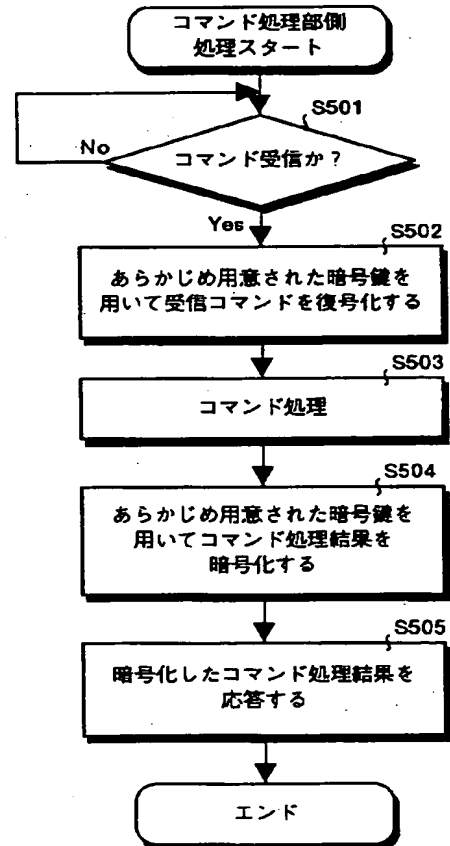 コマンド処理部側
処理スタート
S501
No
コマンド受信か？
Yes
S502
あらかじめ用意された暗号鍵を
用いて受信コマンドを復号化する
S503
コマンド処理
S504
あらかじめ用意された暗号鍵を
用いてコマンド処理結果を
暗号化する
S505
暗号化したコマンド処理結果を
応答する
エンド